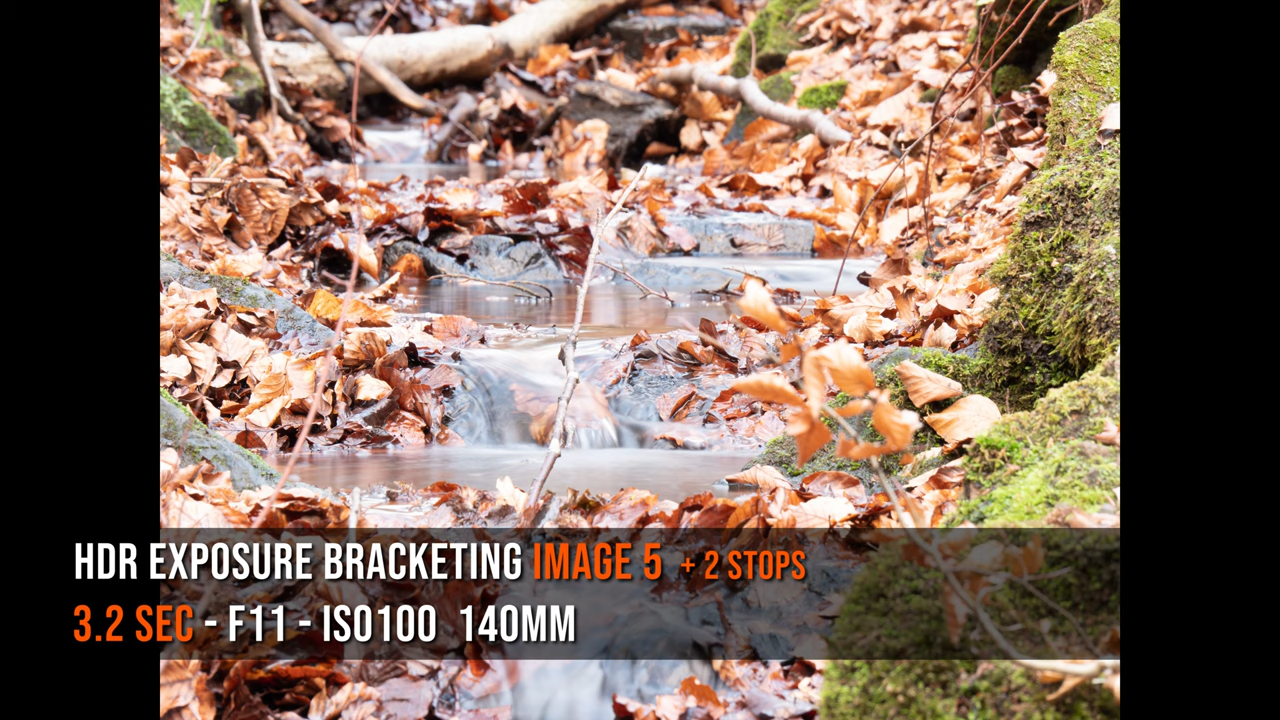 HDR EXPOSURE BRACKETING IMAGE 5 + 2 STOPS
3.2 SEC - F11 - ISO100 140MM